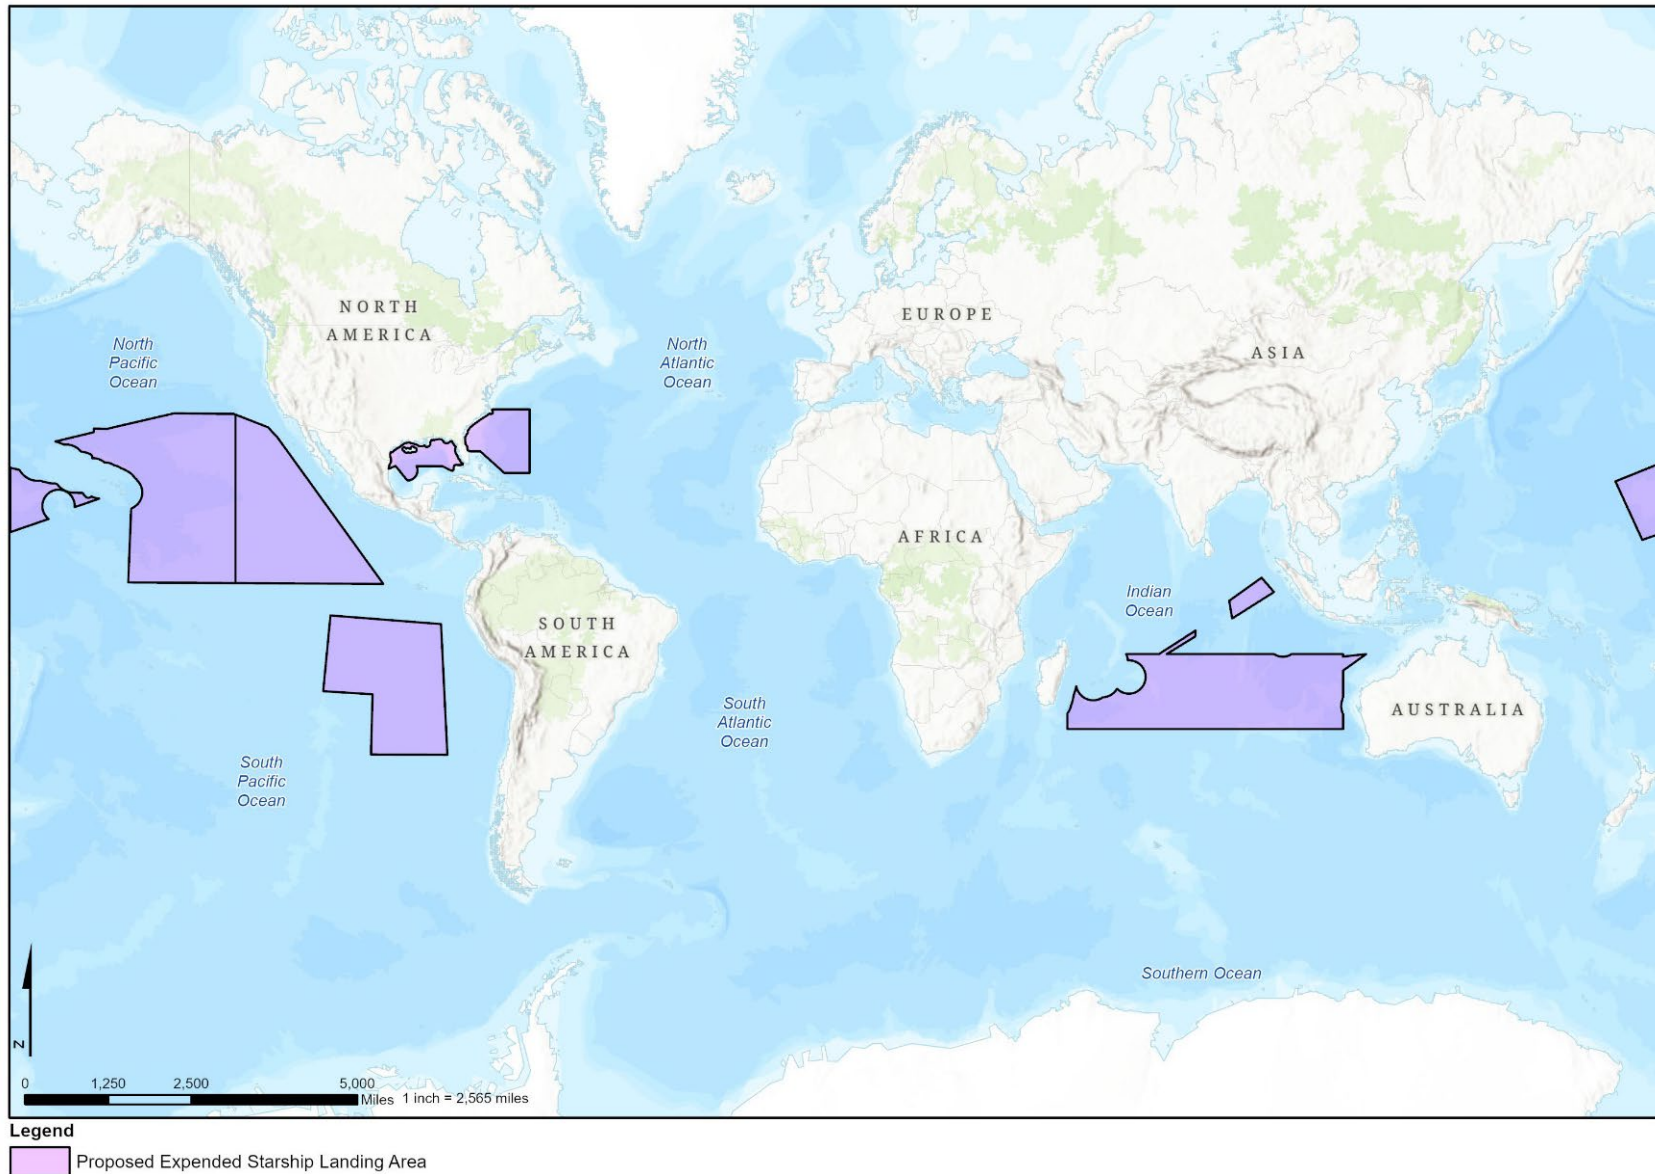 NORTH
AMERICA
EUROPE
ASIA
North
Pacific
Ocean
North
Atlantic
Ocean
AFRICA
Indian
Ocean
SOUTH
AMERICA
South
Atlantic
Ocean
AUSTRALIA
South
Pacific
Ocean
Southern Ocean
N
0 1,250 2,500 5,000
Miles 1 inch = 2,565 miles
Legend
Proposed Expended Starship Landing Area